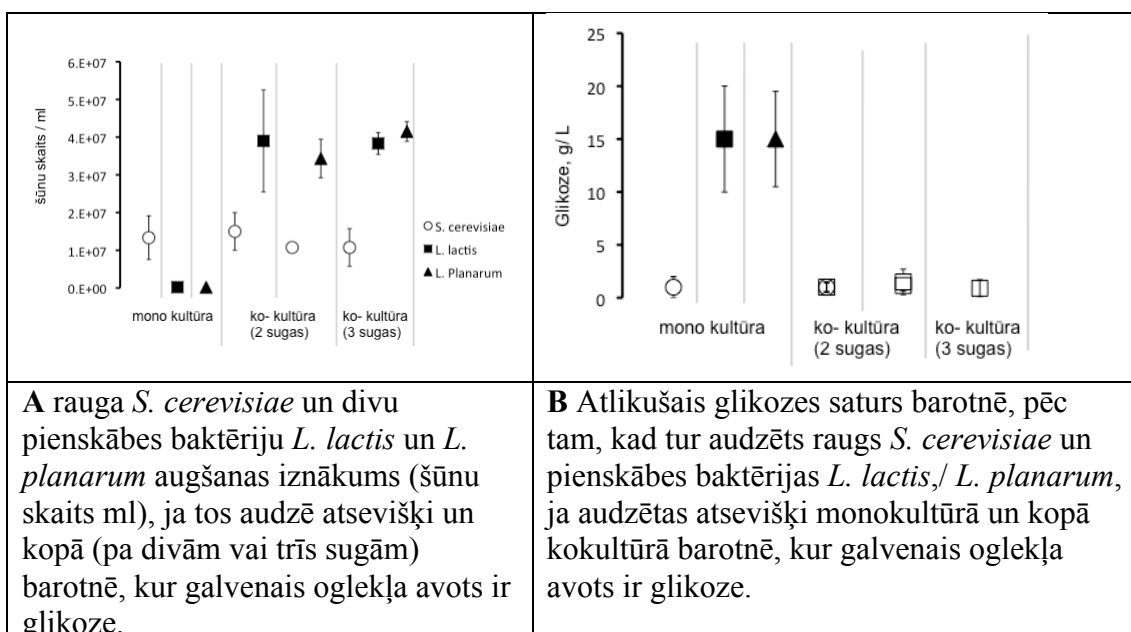 6.E+07
5.E+07
4.E+07
3.E+07
2.E+07
1.E+07
0.E+00
šūnu skaits / ml
S. cerevisiae
L. lactis
L. Planarum
mono kultūra
ko- kultūra
(2 sugas)
ko- kultūra
(3 sugas)
25
20
15
10
5
0
Glikoze, g/ L
mono kultūra
ko- kultūra
(2 sugas)
ko- kultūra
(3 sugas)
A rauga S. cerevisiae un divu
pienskābes baktēriju L. lactis un L.
planarum augšanas iznākums (šūnu
skaits ml), ja tos audzē atsevišķi un
kopā (pa divām vai trīs sugām)
barotnē, kur galvenais oglekļa avots ir
glikoze.
B Atlikušais glikozes saturs barotnē, pēc
tam, kad tur audzēts raugs S. cerevisiae un
pienskābes baktērijas L. lactis,/ L. planarum,
ja audzētas atsevišķi monokultūrā un kopā
kokultūrā barotnē, kur galvenais oglekļa
avots ir glikoze.